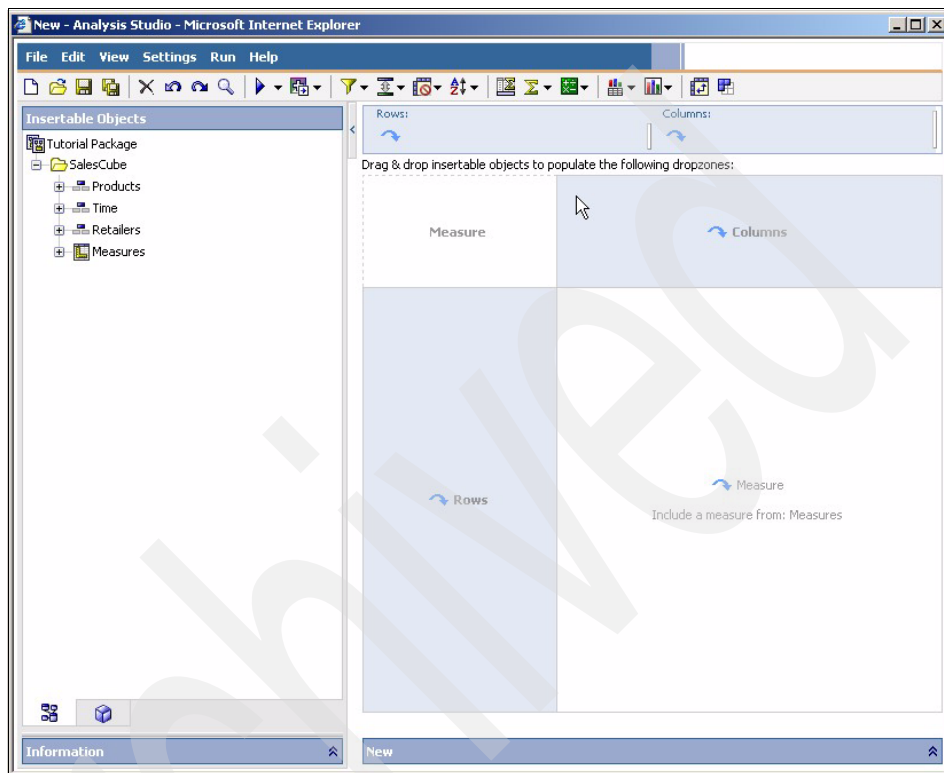 New - Analysis Studio - Microsoft Internet Explorer
File Edit View Settings Run Help
Insertable Objects
Tutorial Package
SalesCube
Products
Time
Retailers
Measures
Rows:
Columns:
Drag & drop insertable objects to populate the following dropzones:
Measure
Columns
Rows
Measure
Include a measure from: Measures
Information
New